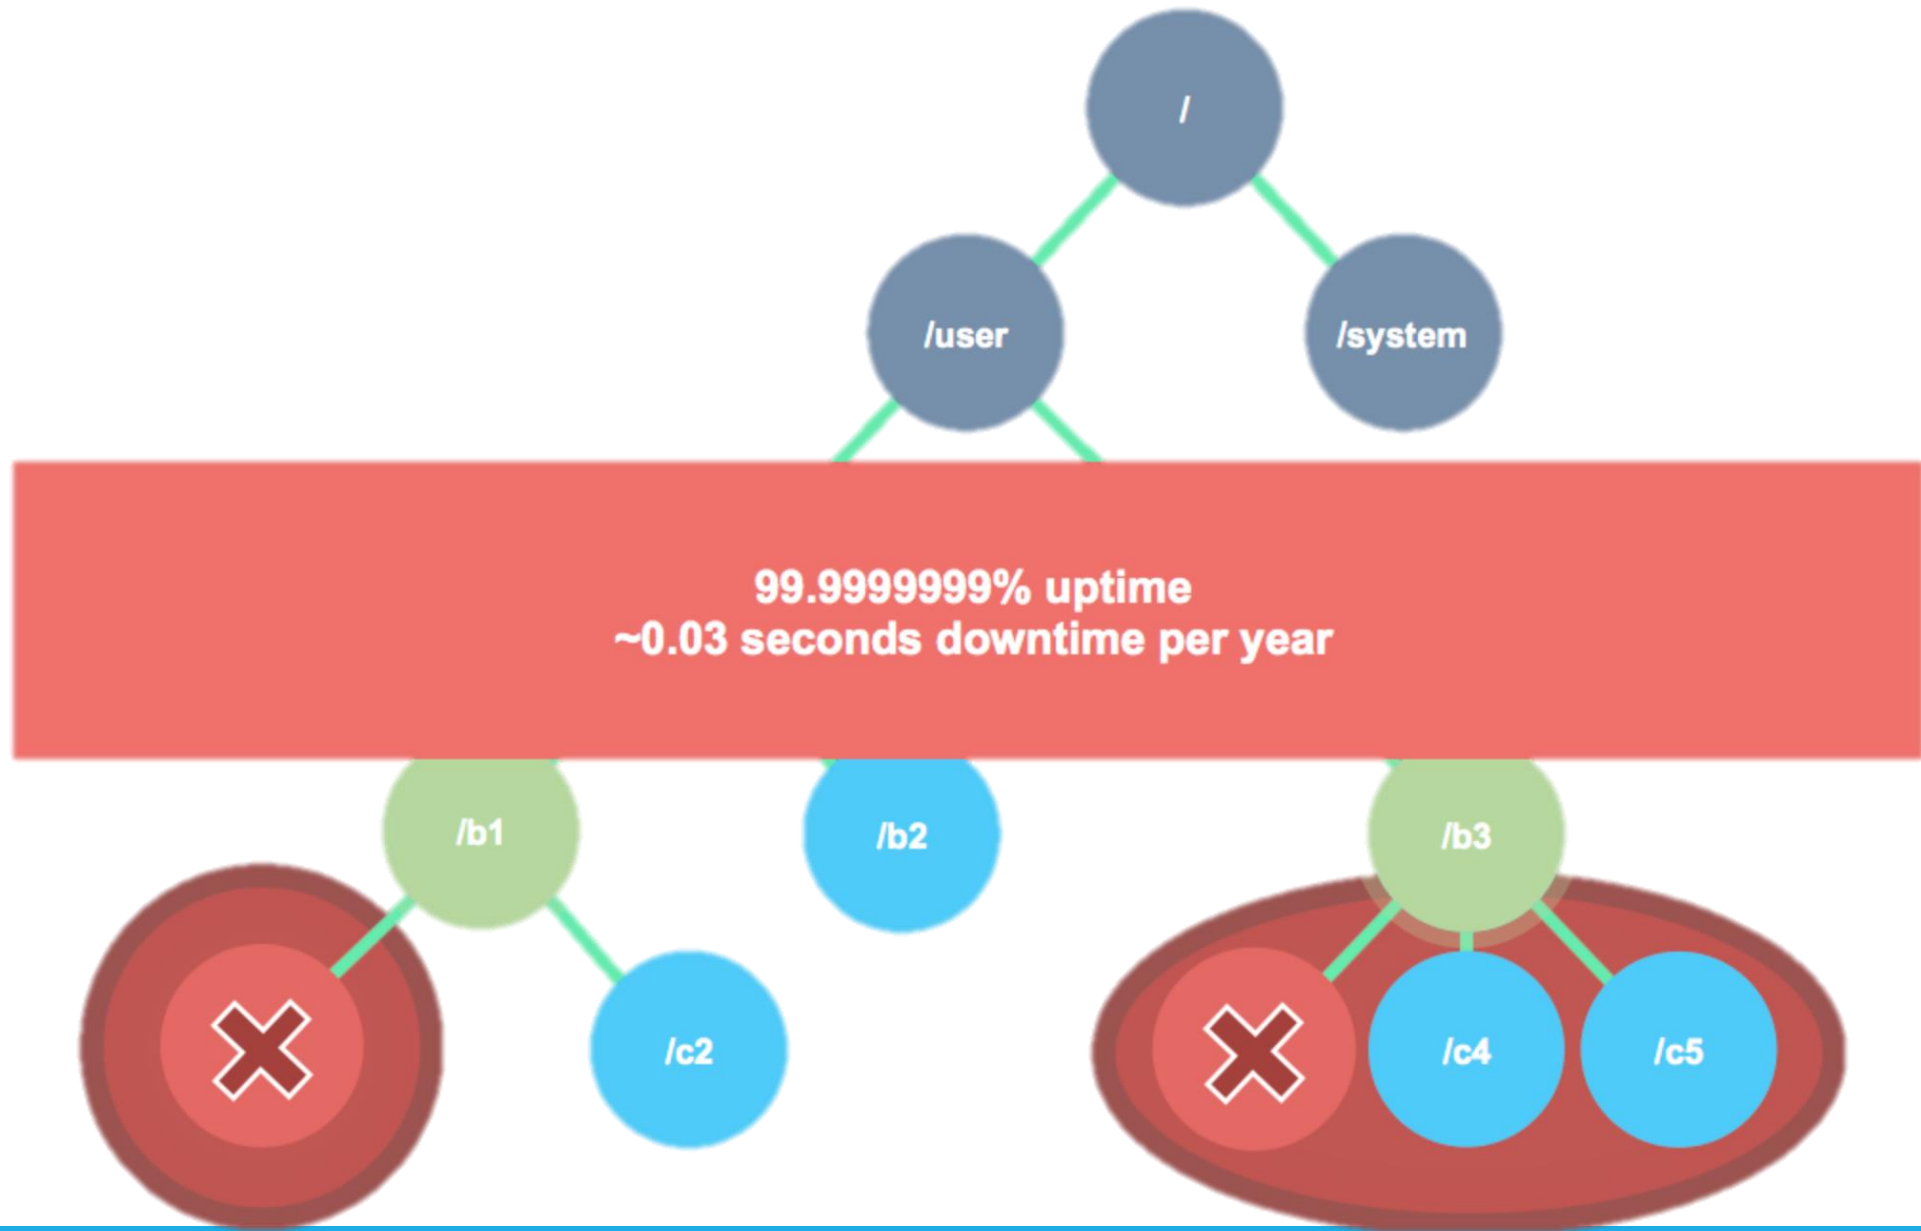 /
/user
/system
99.9999999% uptime
~0.03 seconds downtime per year
/b1
/b2
/b3
/c2
/c4
/c5